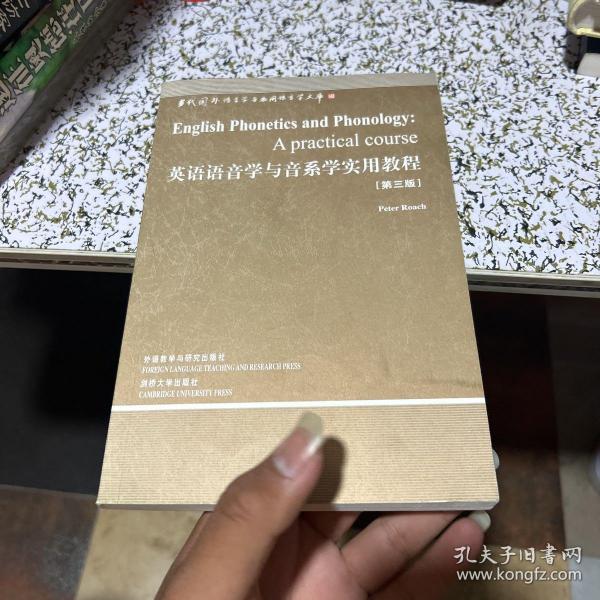 当代国外语言学与应用语言学文库
English Phonetics and Phonology:
A practical course
英语语音学与音系学实用教程
[第三版]
Peter Roach
外语教学与研究出版社
FOREIGN LANGUAGE TEACHING AND RESEARCH PRESS
剑桥大学出版社
CAMBRIDGE UNIVERSITY PRESS
孔夫子旧书网
www.kongfz.com